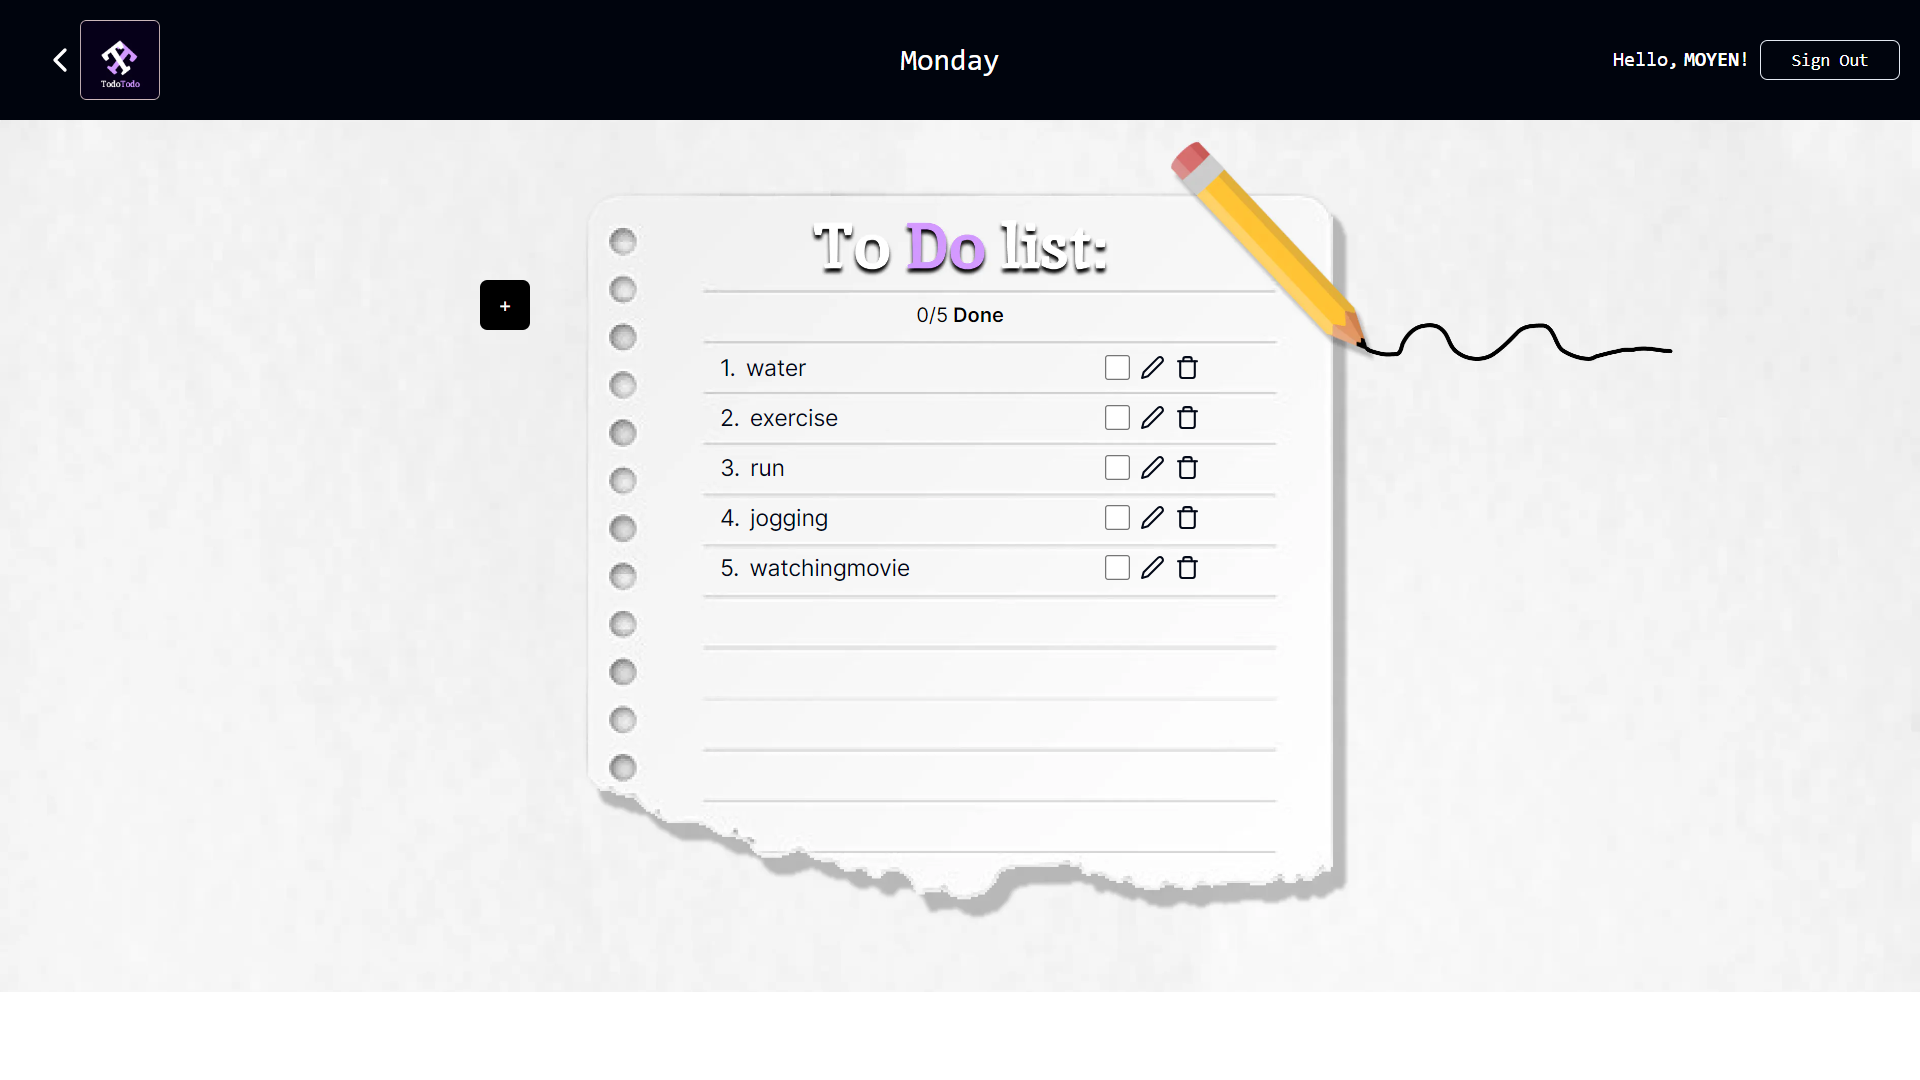 TodoTodo
Monday
Hello, MOYEN!
Sign Out
To Do list:
+
0/5 Done
1. water
2. exercise
3. run
4. jogging
5. watchingmovie